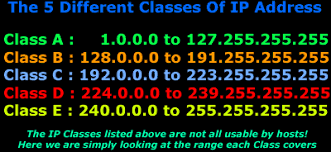 The 5 Different Classes Of IP Address
Class A : 1.0.0.0 to 127.255.255.255
Class B : 128.0.0.0 to 191.255.255.255
Class C : 192.0.0.0 to 223.255.255.255
Class D : 224.0.0.0 to 239.255.255.255
Class E : 240.0.0.0 to 255.255.255.255
The IP Classes listed above are not all usable by hosts!
Here we are simply looking at the range each Class covers